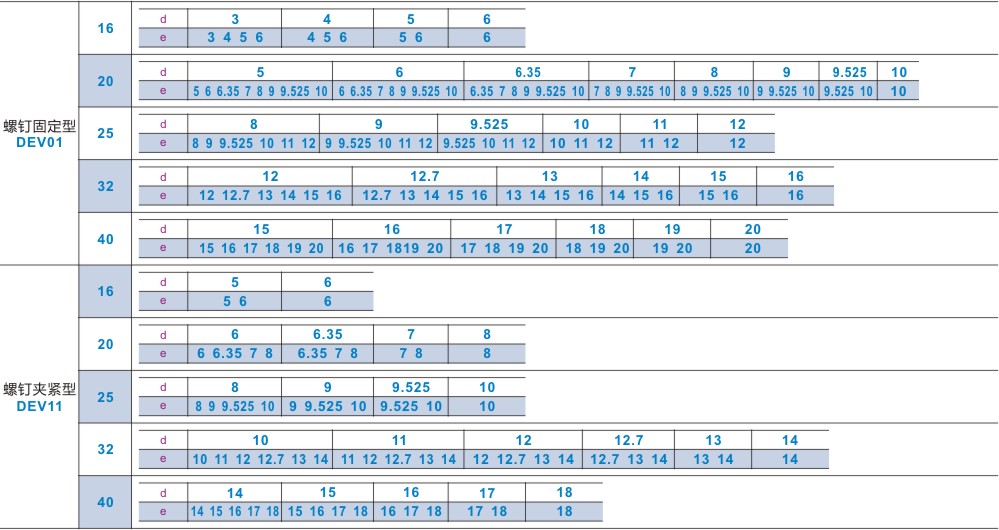 螺钉固定型
DEV01
16
d 3 4 5 6
e 3 4 5 6 4 5 6 5 6 6
20
d 5 6 6.35 7 8 9 9.525 10
e 5 6 6.35 7 8 9 9.525 10 6 6.35 7 8 9 9.525 10 6.35 7 8 9 9.525 10 7 8 9 9.525 10 8 9 9.525 10 9 9.525 10 9.525 10 10
25
d 8 9 9.525 10 11 12
e 8 9 9.525 10 11 12 9 9.525 10 11 12 9.525 10 11 12 10 11 12 11 12 12
32
d 12 12.7 13 14 15 16
e 12 12.7 13 14 15 16 12.7 13 14 15 16 13 14 15 16 14 15 16 15 16 16
40
d 15 16 17 18 19 20
e 15 16 17 18 19 20 16 17 1819 20 17 18 19 20 18 19 20 19 20 20
螺钉夹紧型
DEV11
16
d 5 6
e 5 6 6
20
d 6 6.35 7 8
e 6 6.35 7 8 6.35 7 8 7 8 8
25
d 8 9 9.525 10
e 8 9 9.525 10 9 9.525 10 9.525 10 10
32
d 10 11 12 12.7 13 14
e 10 11 12 12.7 13 14 11 12 12.7 13 14 12 12.7 13 14 12.7 13 14 13 14 14
40
d 14 15 16 17 18
e 14 15 16 17 18 15 16 17 18 16 17 18 17 18 18